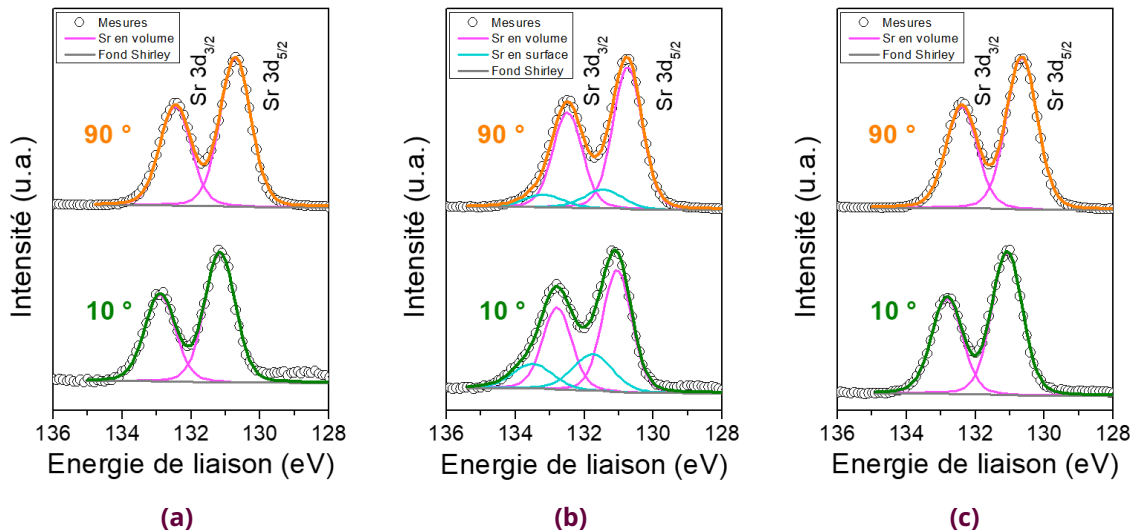 Mesures
Sr en volume
Fond Shirley
Sr 3d3/2
Sr 3d5/2
90 °
10 °
Intensité (u.a.)
136 134 132 130 128
Energie de liaison (eV)
(a)
Mesures
Sr en volume
Sr en surface
Fond Shirley
Sr 3d3/2
Sr 3d5/2
90 °
10 °
Intensité (u.a.)
136 134 132 130 128
Energie de liaison (eV)
(b)
Mesures
Sr en volume
Fond Shirley
Sr 3d3/2
Sr 3d5/2
90 °
10 °
Intensité (u.a.)
136 134 132 130 128
Energie de liaison (eV)
(c)